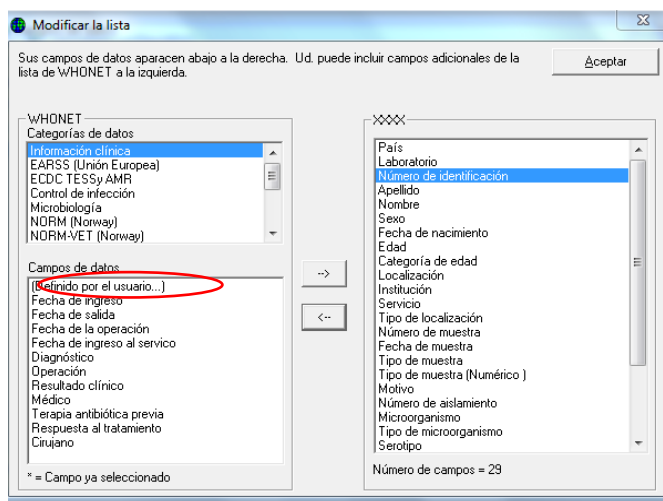 Modificar la lista
Sus campos de datos aparacen abajo a la derecha. Ud. puede incluir campos adicionales de la
lista de WHONET a la izquierda.
Aceptar
WHONET
Categorías de datos
Información clínica
EARSS (Unión Europea)
ECDC TESSy AMR
Control de infección
Microbiología
NORM (Norway)
NORM-VET (Norway)
Campos de datos
(Definido por el usuario...)
Fecha de ingreso
Fecha de salida
Fecha de la operación
Fecha de ingreso al servico
Diagnóstico
Operación
Resultado clínico
Médico
Terapia antibiótica previa
Respuesta al tratamiento
Cirujano
* = Campo ya seleccionado
-->
<--
XXXX
País
Laboratorio
Número de identificación
Apellido
Nombre
Sexo
Fecha de nacimiento
Edad
Categoría de edad
Localización
Institución
Servicio
Tipo de localización
Número de muestra
Fecha de muestra
Tipo de muestra
Tipo de muestra (Numérico )
Motivo
Número de aislamiento
Microorganismo
Tipo de microorganismo
Serotipo
Número de campos = 29